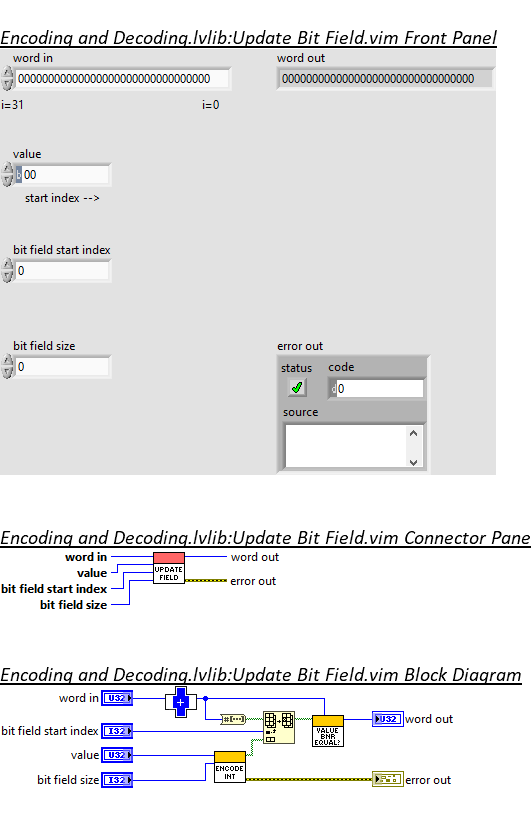 Encoding and Decoding.lvlib:Update Bit Field.vim Front Panel
word in
word out
00000000000000000000000000000000
00000000000000000000000000000000
i=31
i=0
value
b 00
start index -->
bit field start index
0
bit field size
0
error out
status
code
d 0
source
Encoding and Decoding.lvlib:Update Bit Field.vim Connector Pane
word in
word out
value
UPDATE
FIELD
error out
bit field start index
bit field size
Encoding and Decoding.lvlib:Update Bit Field.vim Block Diagram
word in
U32
#[...]
U32
word out
bit field start index
I32
VALUE
BNR
EQUAL?
value
U32
ENCODE
INT
bit field size
I32
error out